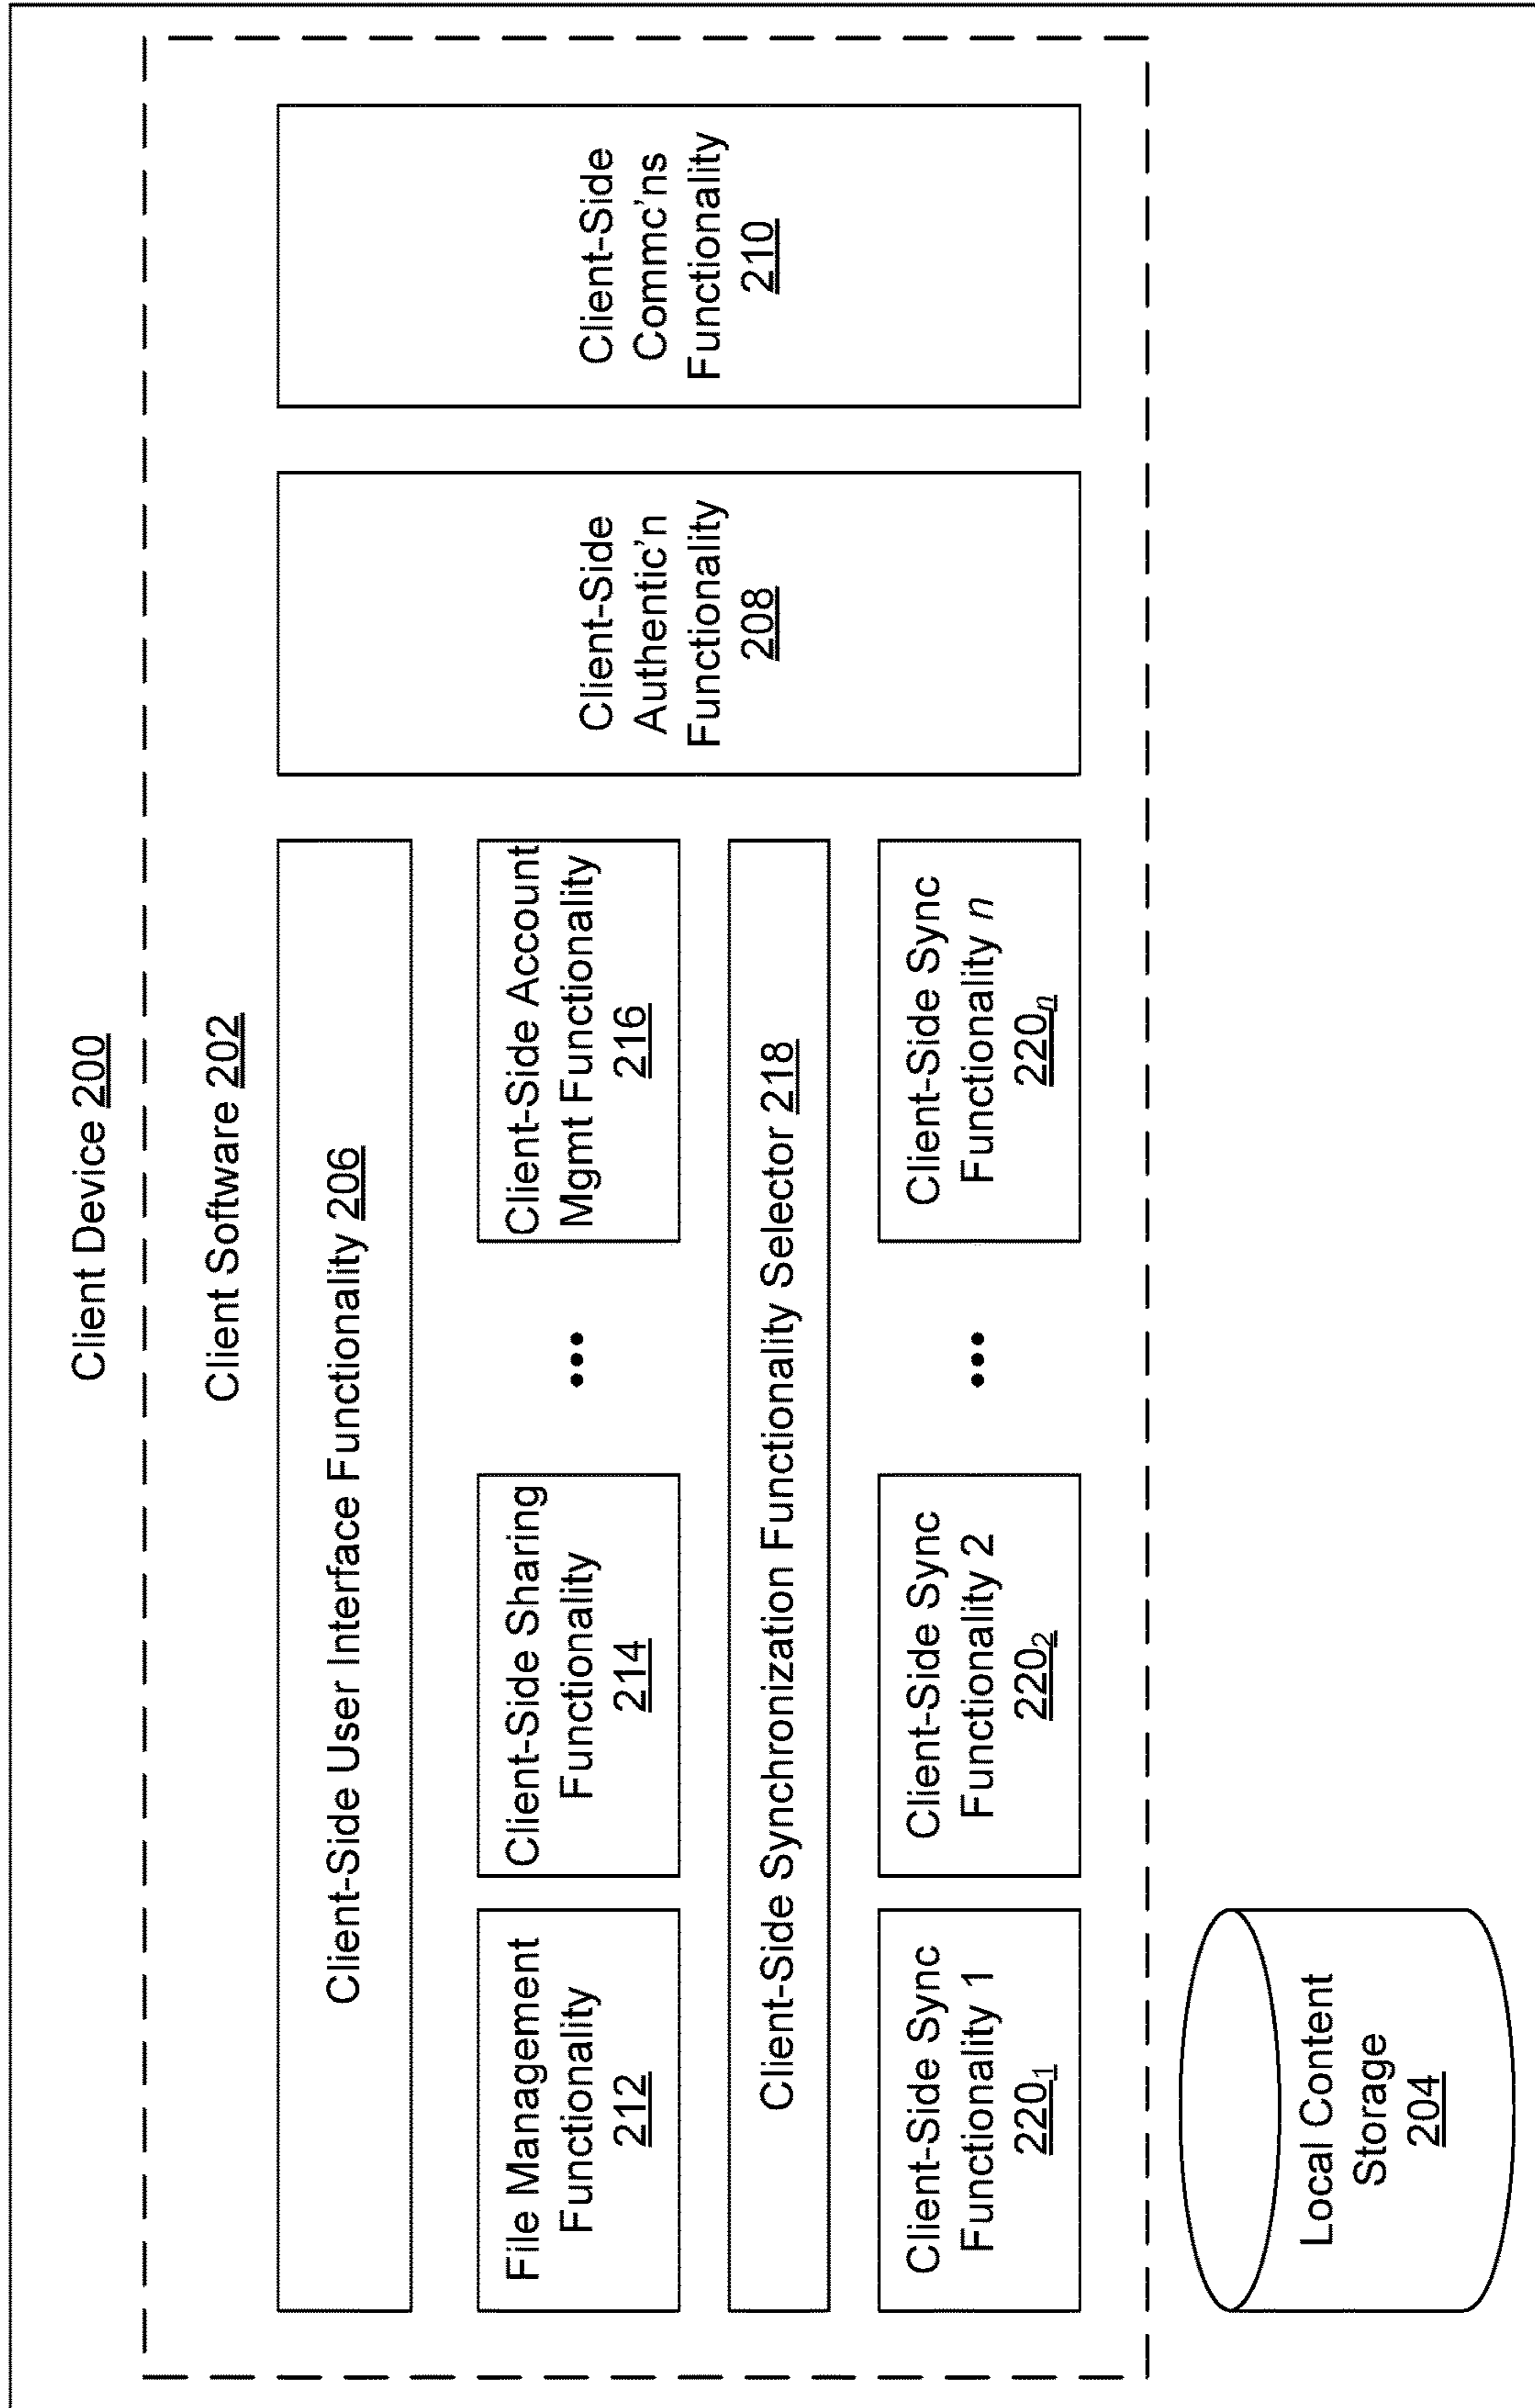 Client Device 200
Client Software 202
Client-Side User Interface Functionality 206
File Management
Functionality
212
Client-Side Sharing
Functionality
214
•••
Client-Side Account
Mgmt Functionality
216
Client-Side Synchronization Functionality Selector 218
Client-Side Sync
Functionality 1
220₁
Client-Side Sync
Functionality 2
220₂
•••
Client-Side Sync
Functionality n
220ₙ
Client-Side
Authentic’n
Functionality
208
Client-Side
Commc’ns
Functionality
210
Local Content
Storage
204